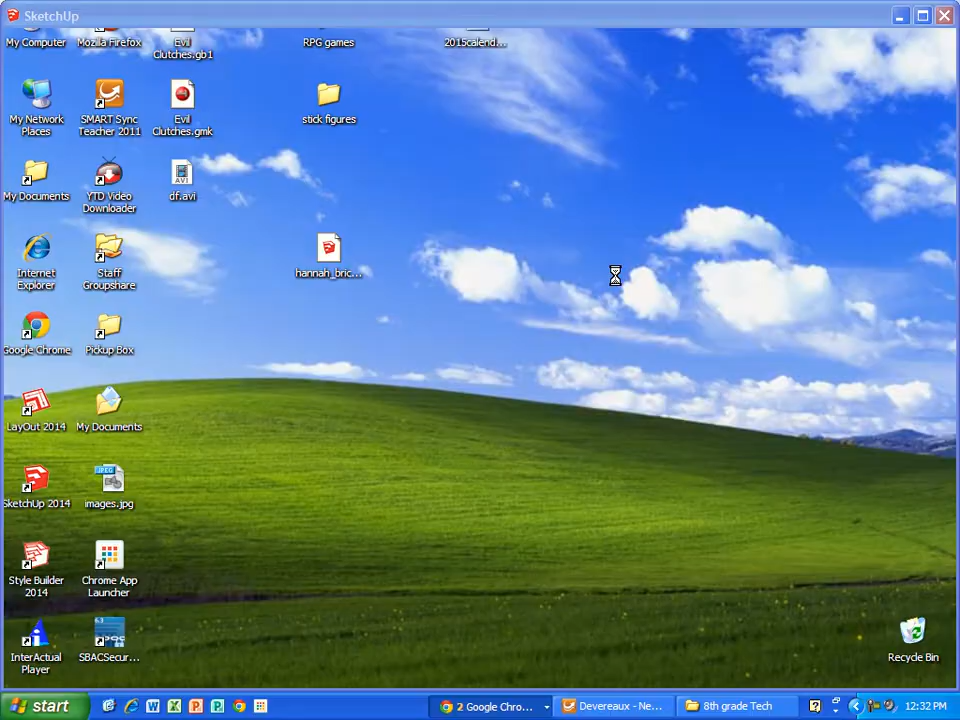 SketchUp
My Computer
Mozilla Firefox
Evil
Clutches.gb1
RPG games
2015calend...
My Network
Places
SMART Sync
Teacher 2011
Evil
Clutches.gmk
stick figures
My Documents
YTD Video
Downloader
AVI
df.avi
Internet
Explorer
Staff
Groupshare
hannah_bric...
Google Chrome
Pickup Box
LayOut 2014
My Documents
SketchUp 2014
JPEG
images.jpg
Style Builder
2014
Chrome App
Launcher
InterActual
Player
SBACSecur...
Recycle Bin
start
2 Google Chro...
Devereaux - Ne...
8th grade Tech
12:32 PM